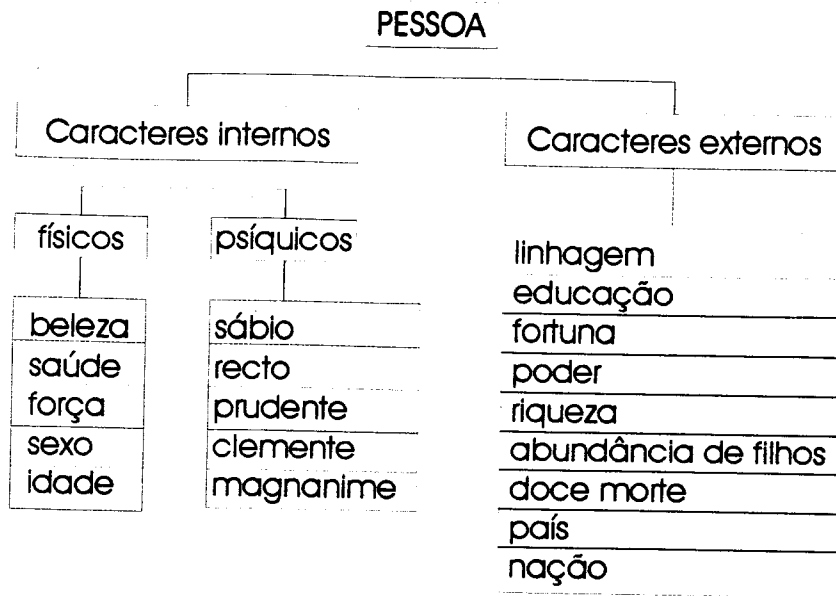 PESSOA
Caracteres internos
Caracteres externos
físicos
psíquicos
beleza
saúde
força
sexo
idade
sábio
recto
prudente
clemente
magnanime
linhagem
educação
fortuna
poder
riqueza
abundância de filhos
doce morte
país
nação